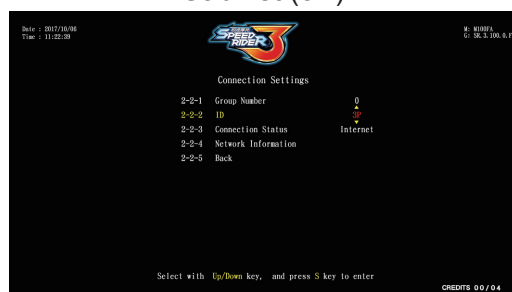 Date : 2017/10/06
Time : 11:22:39
SPEED
RIDER 3
M: M100FA
G: SR.3.100.0.F
Connection Settings
2-2-1 Group Number 0
2-2-2 ID 3P
2-2-3 Connection Status Internet
2-2-4 Network Information
2-2-5 Back
Select with Up/Down key, and press S key to enter
CREDITS 00/04